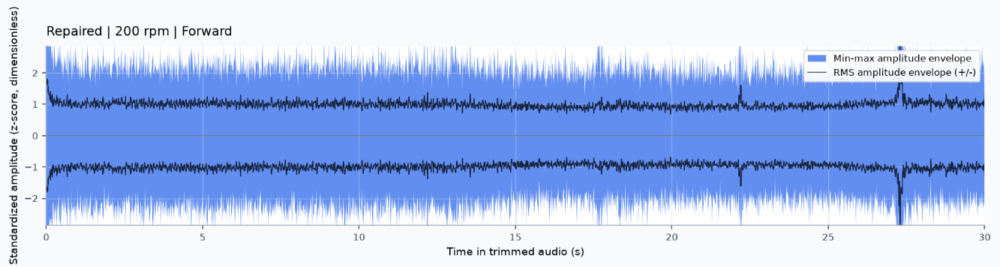 Repaired | 200 rpm | Forward
Standardized amplitude (z-score, dimensionless)
Min-max amplitude envelope
RMS amplitude envelope (+/-)
2
1
0
−1
−2
0 5 10 15 20 25 30
Time in trimmed audio (s)